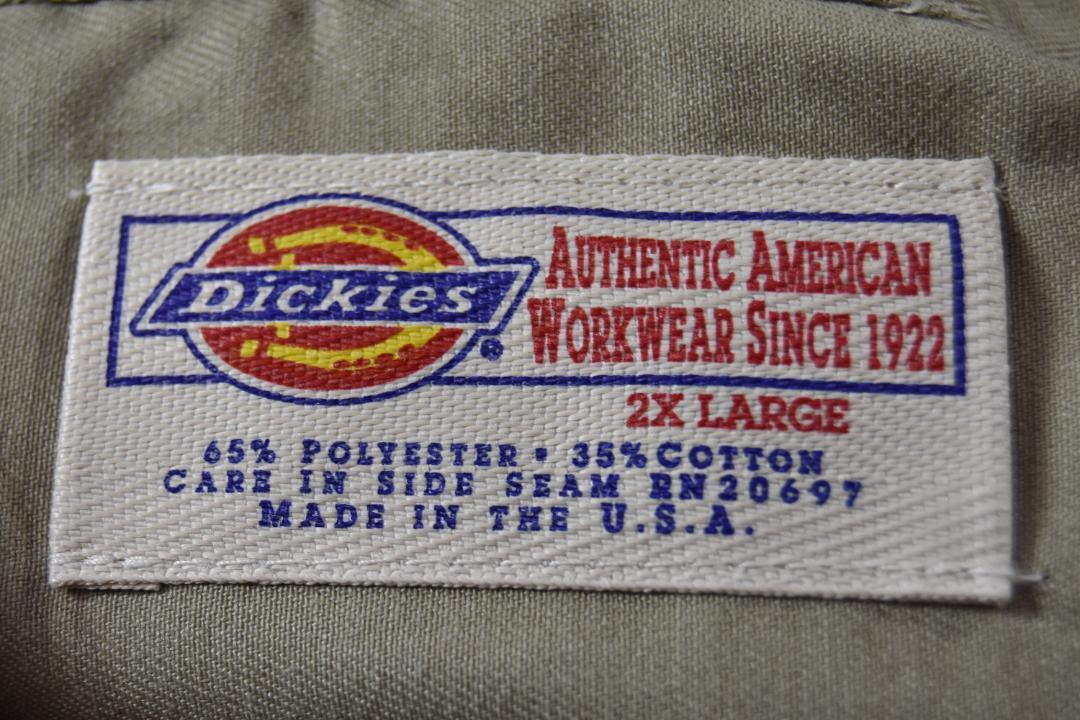 Dickies®
AUTHENTIC AMERICAN
WORKWEAR SINCE 1922
2X LARGE
65% POLYESTER • 35% COTTON
CARE IN SIDE SEAM RN20697
MADE IN THE U.S.A.